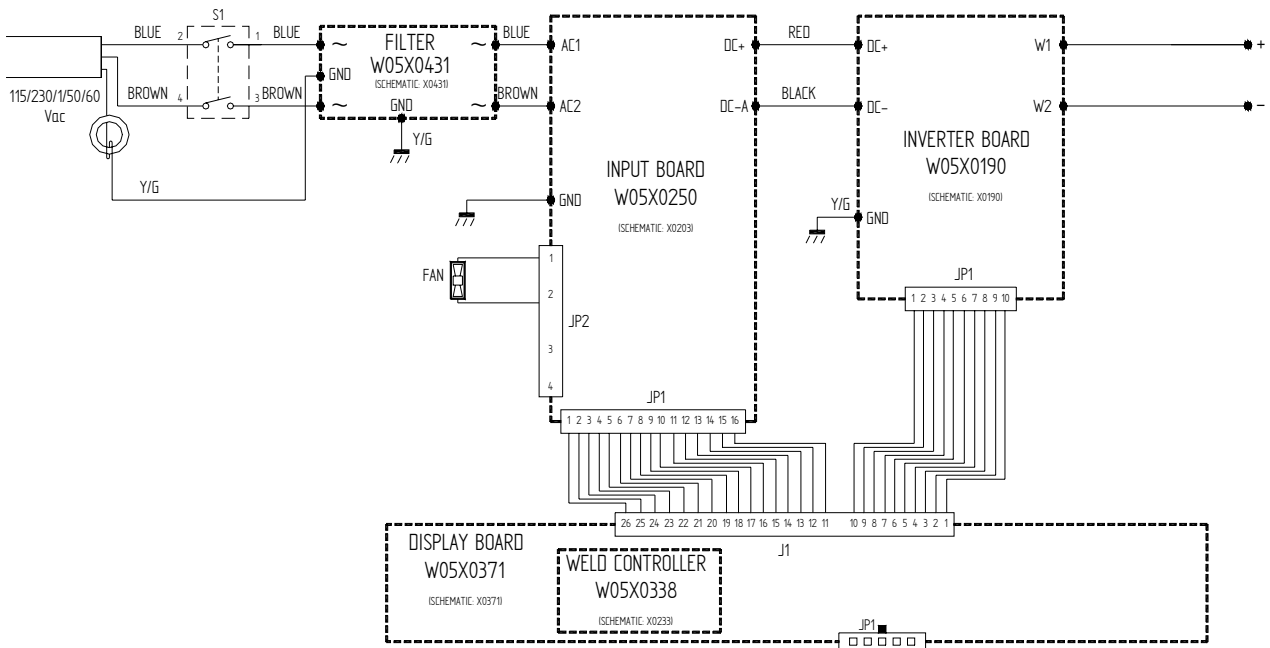 S1
BLUE 2 1 BLUE
~ FILTER ~
W05X0431
(SCHEMATIC: X0431)
BLUE AC1
DC+ RED DC+
W1 +
GND
115/230/1/50/60
Vac
BROWN 4 3 BROWN
~ GND ~
BROWN AC2
DC-A BLACK DC-
W2 -
Y/G
Y/G
INPUT BOARD
W05X0250
(SCHEMATIC: X0203)
GND
INVERTER BOARD
W05X0190
(SCHEMATIC: X0190)
Y/G GND
FAN
1
2
3
4
JP2
JP1
1 2 3 4 5 6 7 8 9 10
JP1
1 2 3 4 5 6 7 8 9 10 11 12 13 14 15 16
26 25 24 23 22 21 20 19 18 17 16 15 14 13 12 11 10 9 8 7 6 5 4 3 2 1
J1
DISPLAY BOARD
W05X0371
(SCHEMATIC: X0371)
WELD CONTROLLER
W05X0338
(SCHEMATIC: X0233)
JP1